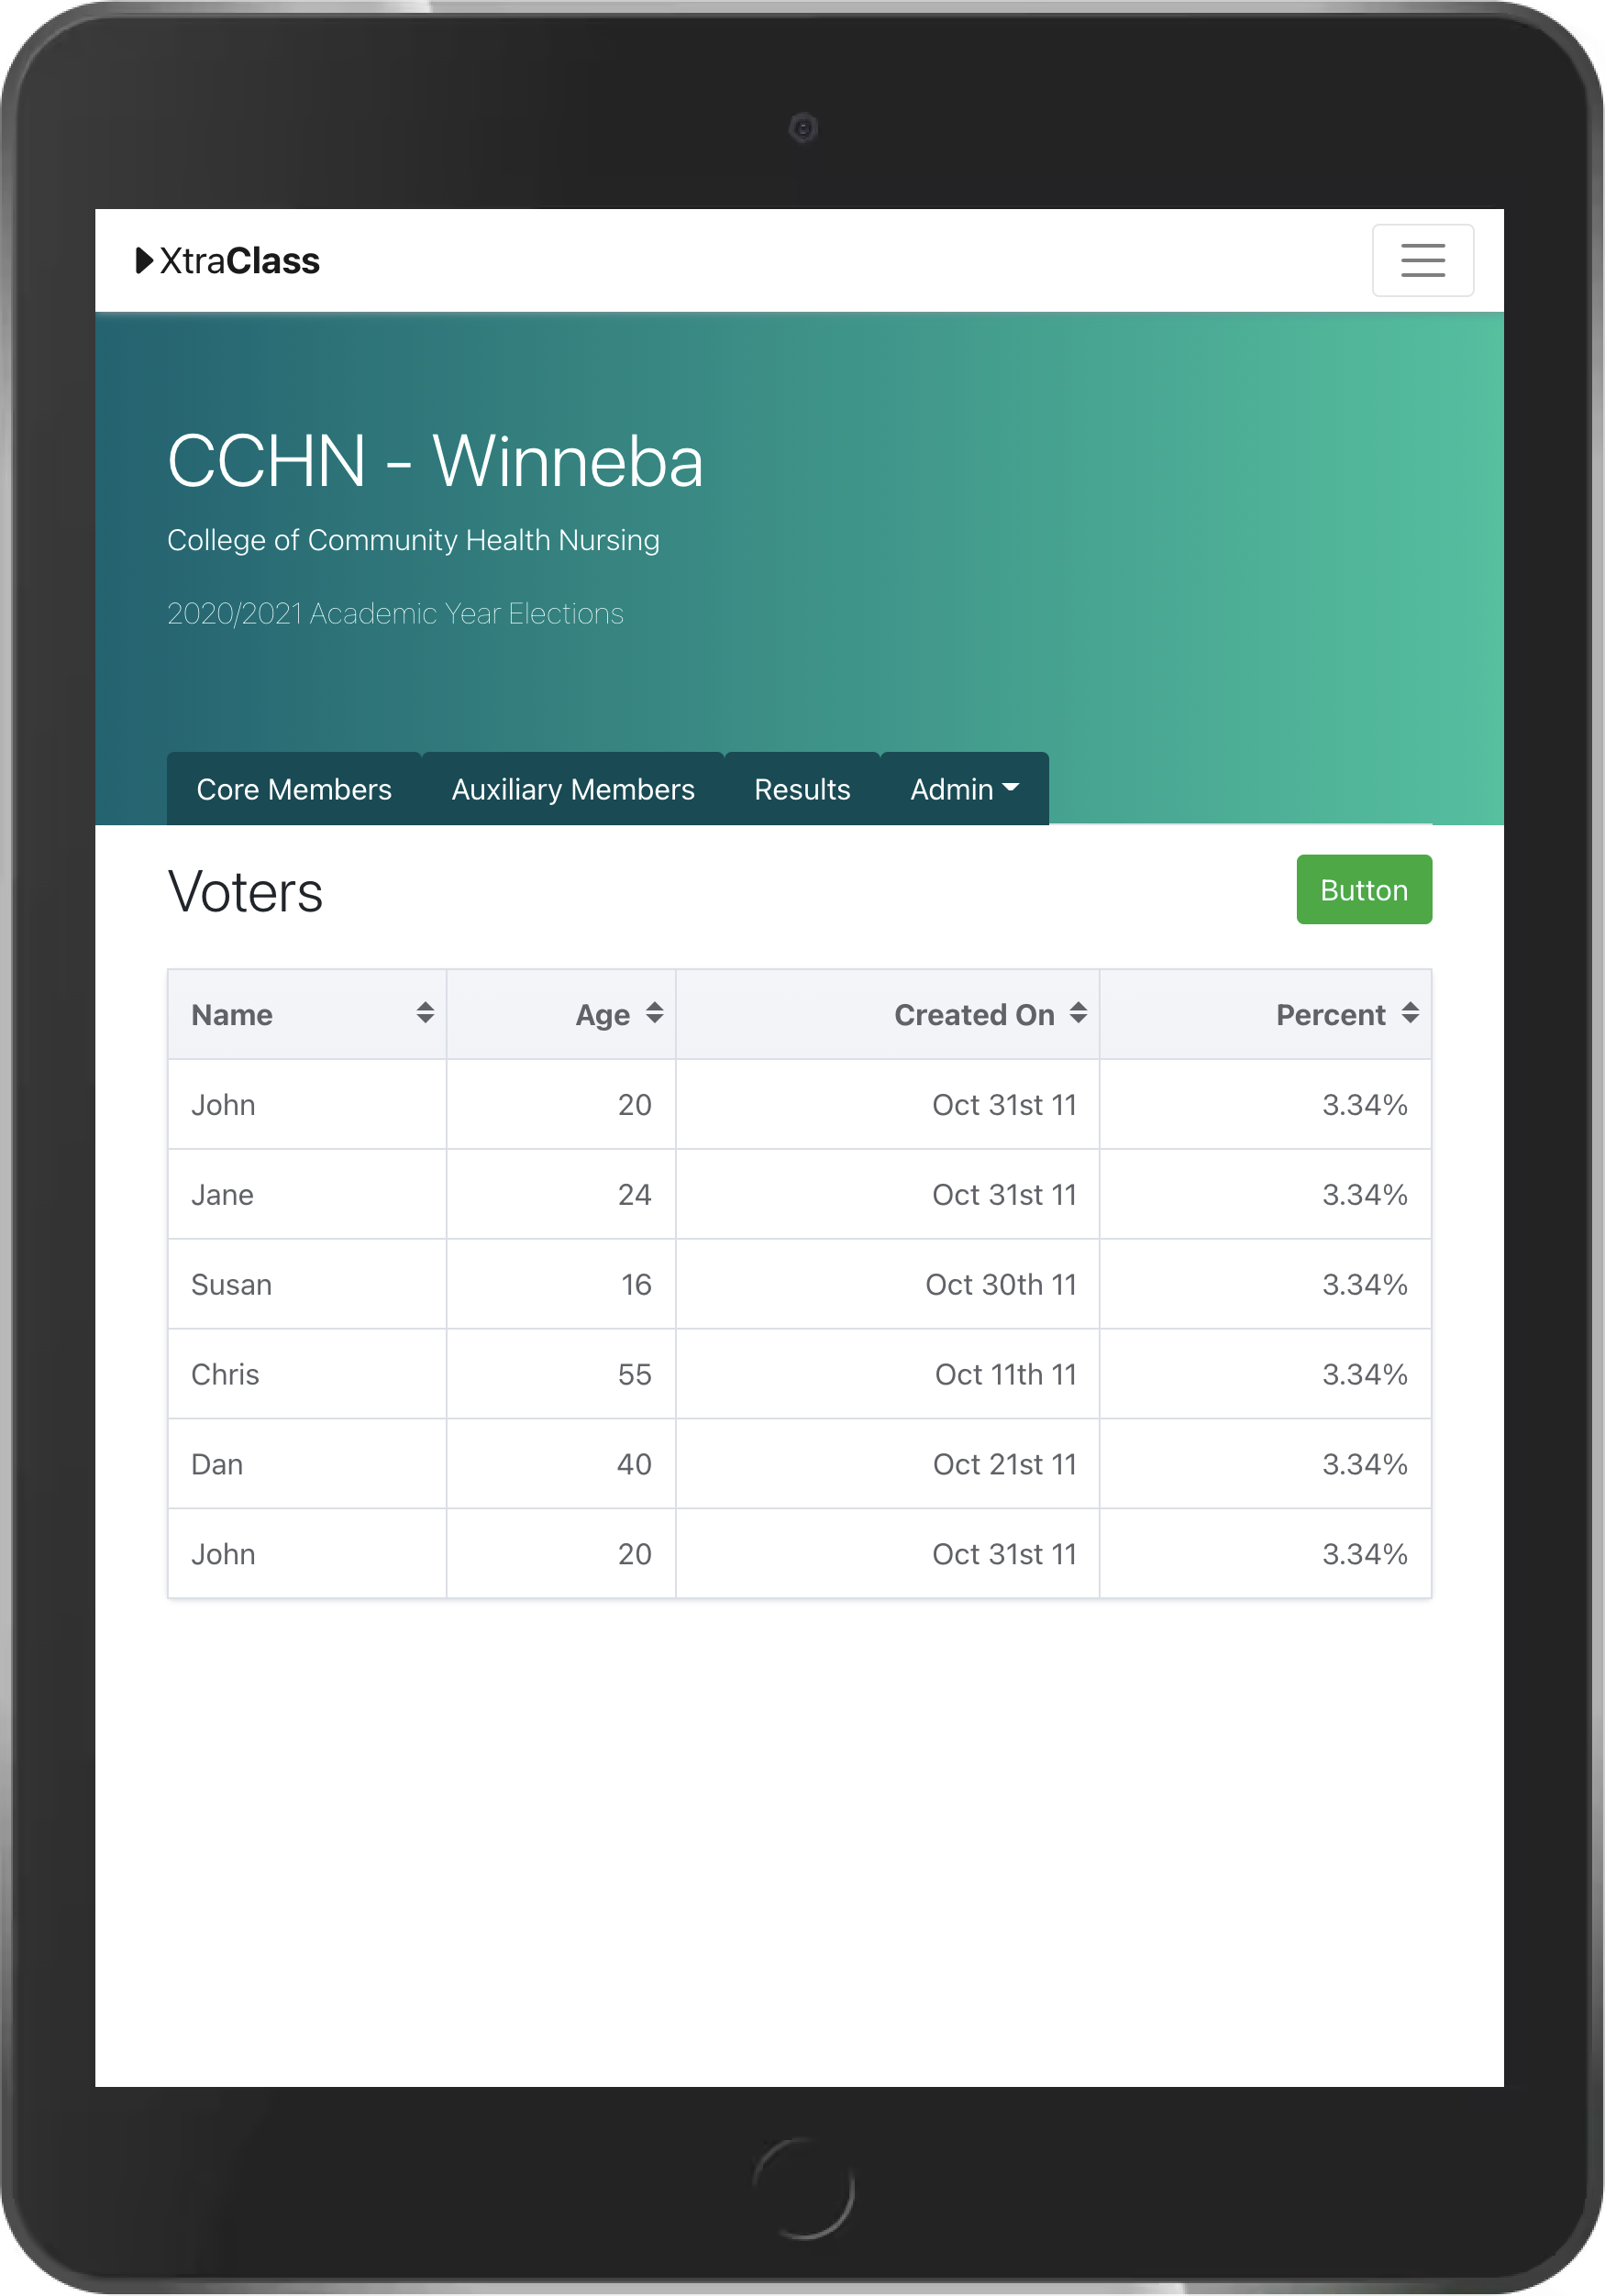 XtraClass
CCHN - Winneba
College of Community Health Nursing
2020/2021 Academic Year Elections
Core Members Auxiliary Members Results Admin
Voters Button
Name Age Created On Percent
John 20 Oct 31st 11 3.34%
Jane 24 Oct 31st 11 3.34%
Susan 16 Oct 30th 11 3.34%
Chris 55 Oct 11th 11 3.34%
Dan 40 Oct 21st 11 3.34%
John 20 Oct 31st 11 3.34%